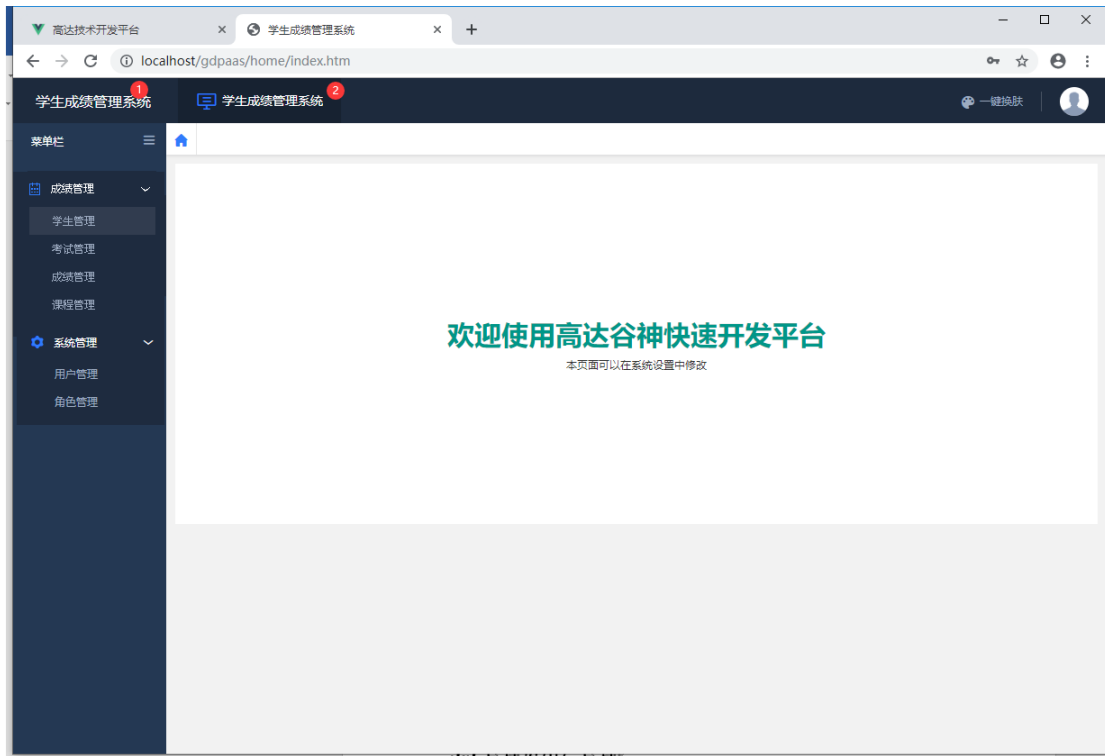 高达技术开发平台
学生成绩管理系统
localhost/gdpaas/home/index.htm
学生成绩管理系统
1
学生成绩管理系统
2
一键换肤
菜单栏
成绩管理
学生管理
考试管理
成绩管理
课程管理
系统管理
用户管理
角色管理
欢迎使用高达谷神快速开发平台
本页面可以在系统设置中修改